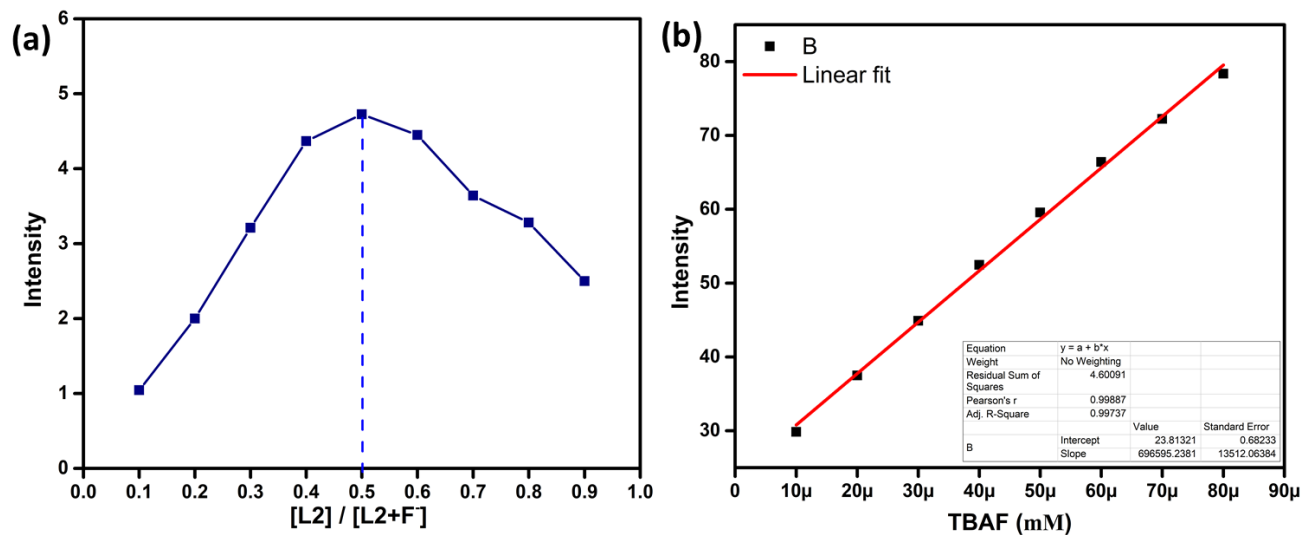 (a)
6
5
4
3
2
1
0
Intensity
0.0 0.1 0.2 0.3 0.4 0.5 0.6 0.7 0.8 0.9 1.0
[L2] / [L2+F⁻]
(b)
B
Linear fit
80
70
60
50
40
30
Intensity
0 10µ 20µ 30µ 40µ 50µ 60µ 70µ 80µ 90µ
TBAF (mM)
Equation y = a + b*x
Weight No Weighting
Residual Sum of Squares 4.60091
Pearson's r 0.99887
Adj. R-Square 0.99737
Value Standard Error
B Intercept 23.81321 0.68233
Slope 696595.2381 13512.06384